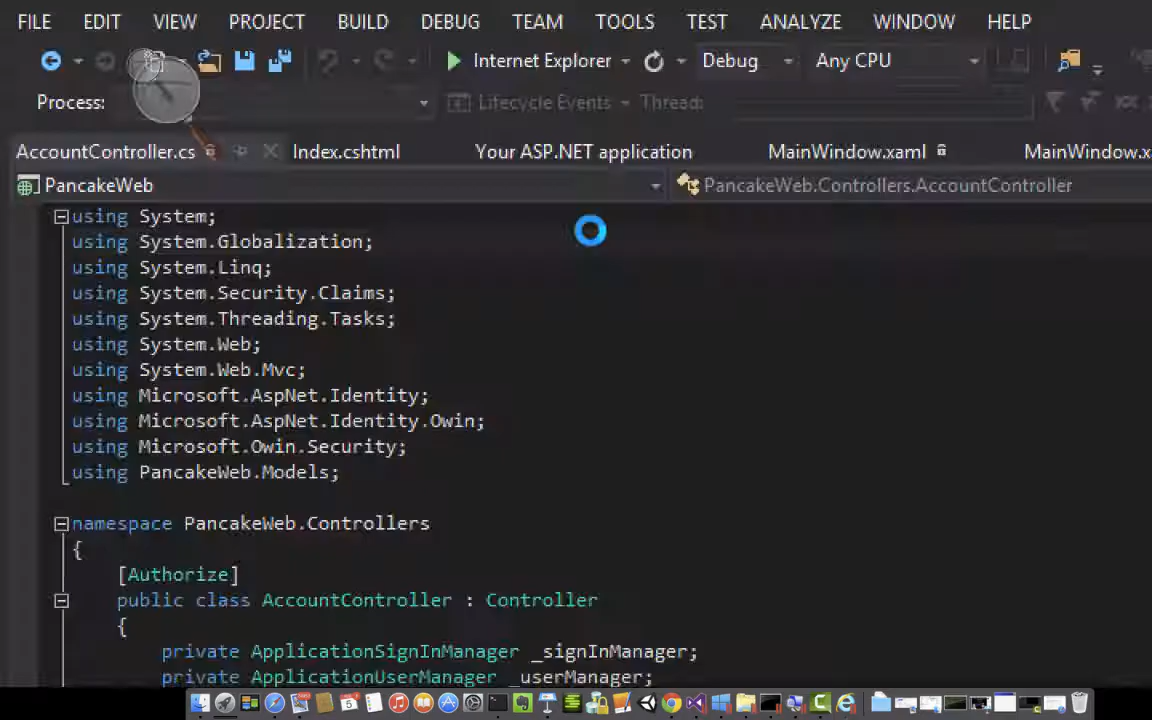 FILE EDIT VIEW PROJECT BUILD DEBUG TEAM TOOLS TEST ANALYZE WINDOW HELP
Internet Explorer Debug Any CPU
Process: Lifecycle Events Thread:
AccountController.cs Index.cshtml Your ASP.NET application MainWindow.xaml MainWindow.x
PancakeWeb PancakeWeb.Controllers.AccountController
using System;
using System.Globalization;
using System.Linq;
using System.Security.Claims;
using System.Threading.Tasks;
using System.Web;
using System.Web.Mvc;
using Microsoft.AspNet.Identity;
using Microsoft.AspNet.Identity.Owin;
using Microsoft.Owin.Security;
using PancakeWeb.Models;
namespace PancakeWeb.Controllers
{
[Authorize]
public class AccountController : Controller
{
private ApplicationSignInManager _signInManager;
private ApplicationUserManager _userManager;